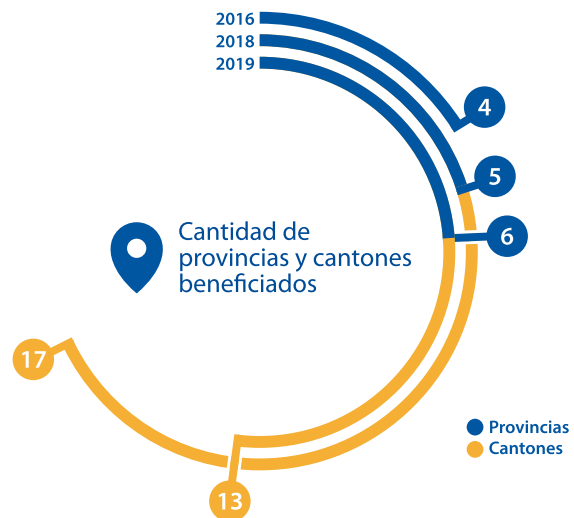 2016
2018
2019
4
5
6
Cantidad de
provincias y cantones
beneficiados
17
13
Provincias
Cantones